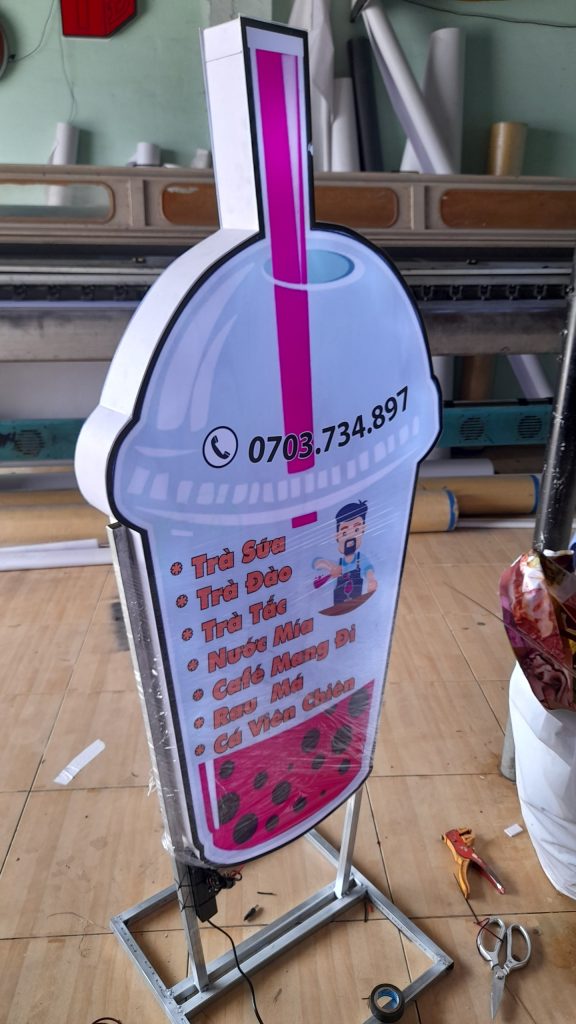 0703.734.897
Trà Sữa
Trà Đào
Trà Tắc
Nước Mía
Café Mang Đi
Rau Má
Cá Viên Chiên